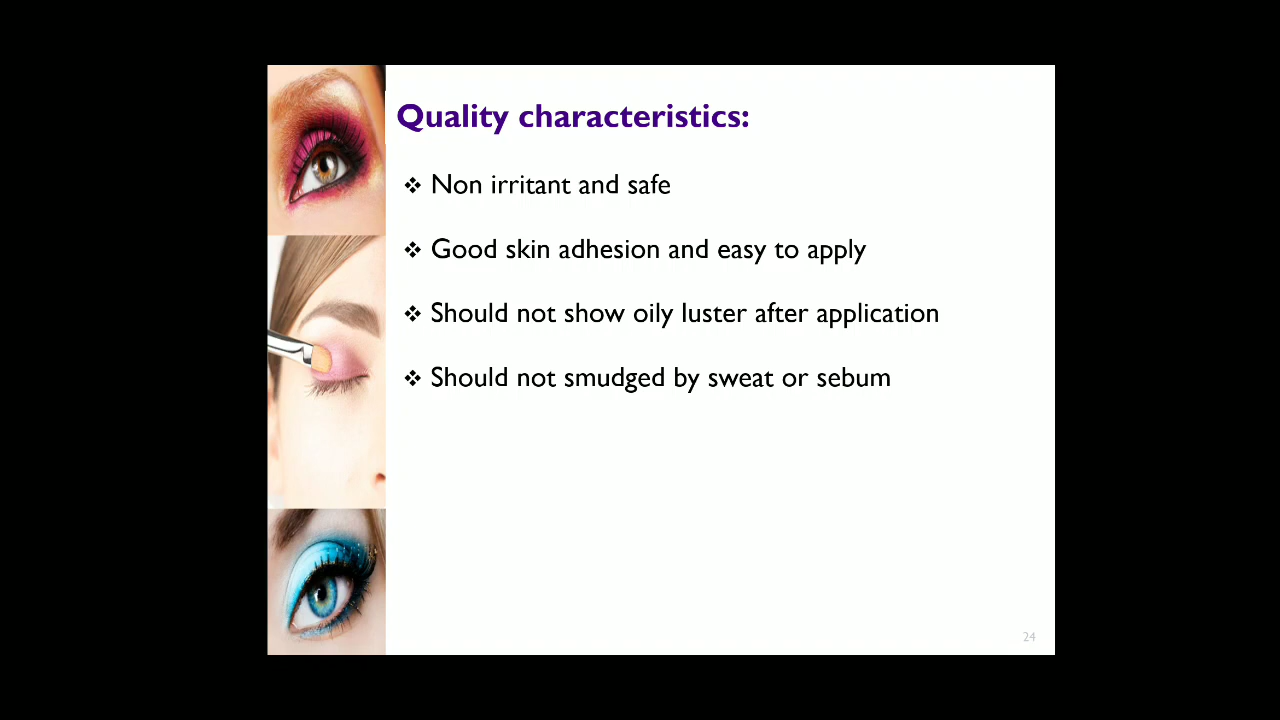 Quality characteristics:
❖ Non irritant and safe
❖ Good skin adhesion and easy to apply
❖ Should not show oily luster after application
❖ Should not smudged by sweat or sebum
24